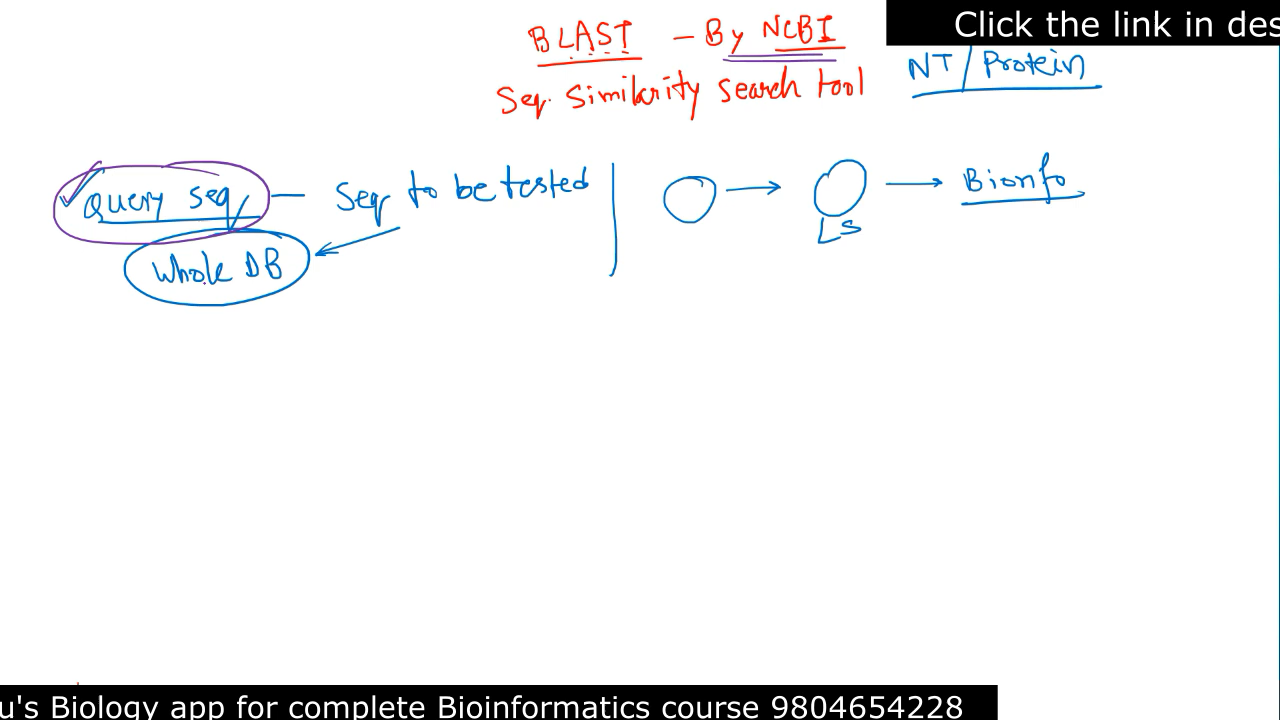 BLAST - By NCBI
Click the link in des
NT/Protein
Seq. Similarity search tool
Query seq - Seq to be tested
Bionfo
LS
Whole DB
u's Biology app for complete Bioinformatics course 9804654228